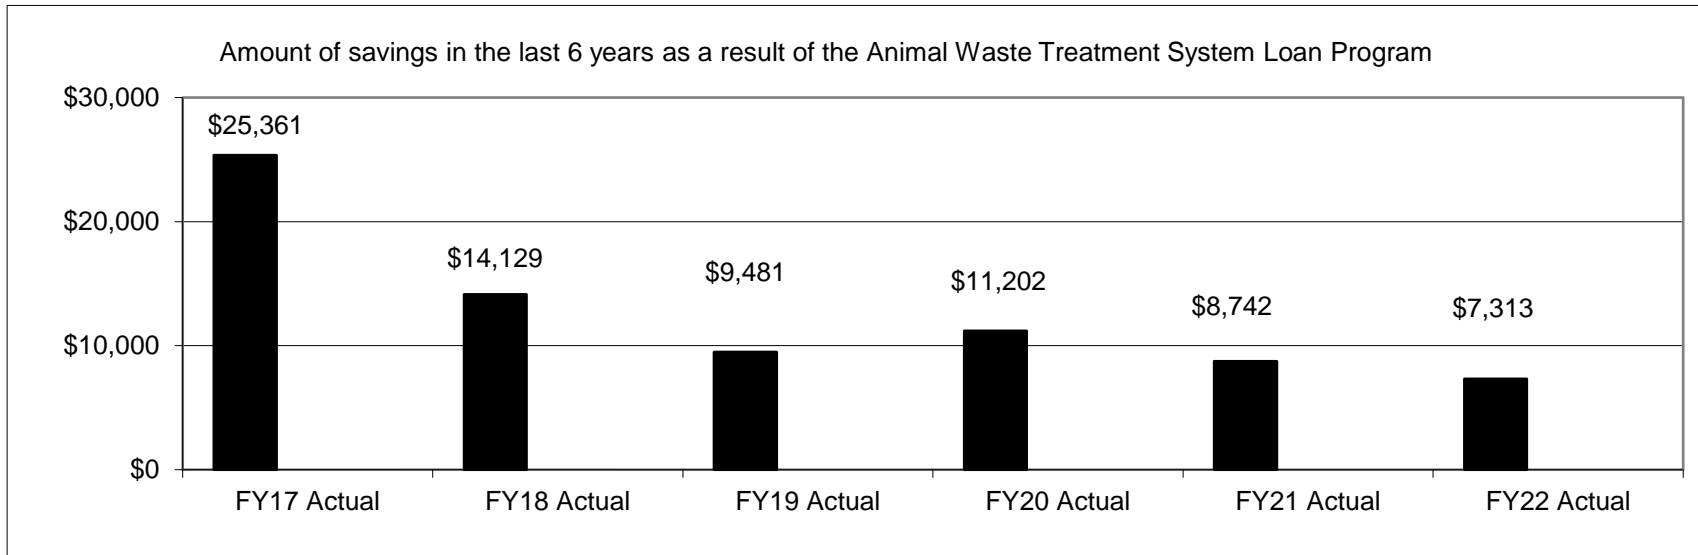 Amount of savings in the last 6 years as a result of the Animal Waste Treatment System Loan Program
$30,000
$25,361
$20,000
$14,129
$9,481
$11,202
$8,742
$7,313
$10,000
$0
FY17 Actual
FY18 Actual
FY19 Actual
FY20 Actual
FY21 Actual
FY22 Actual